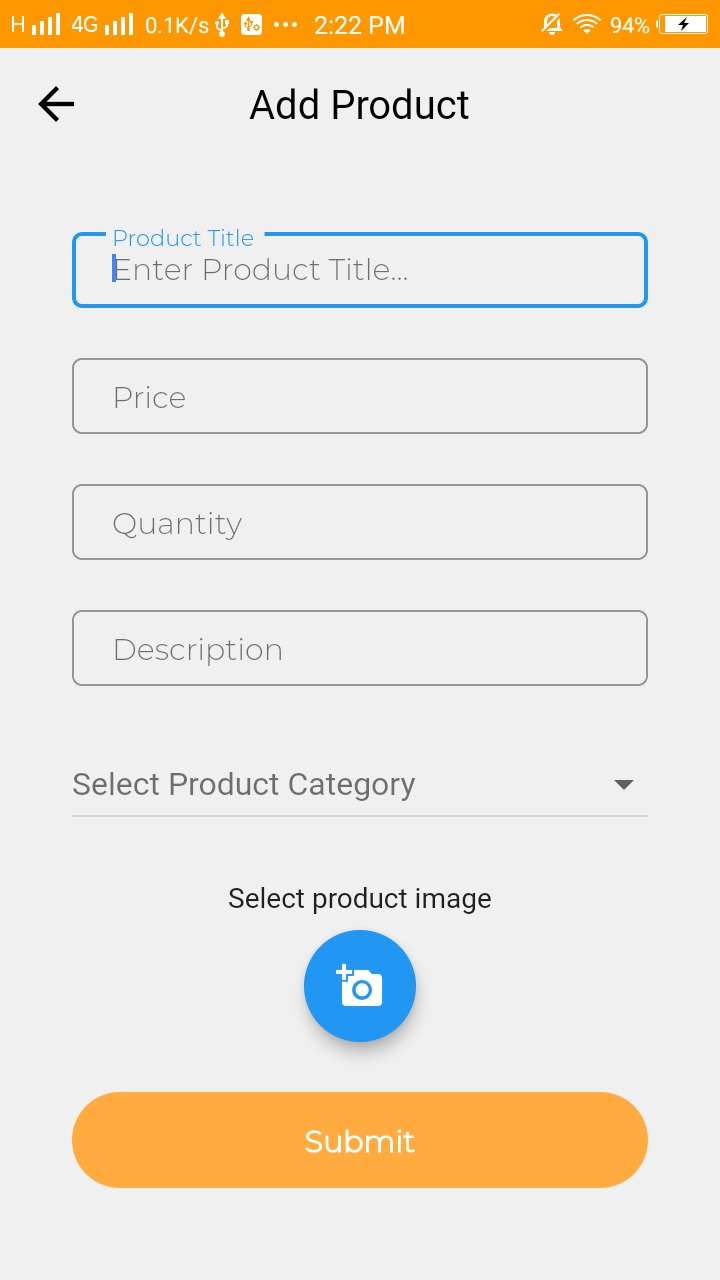 H 4G 0.1K/s ... 2:22 PM 94%
Add Product
Product Title
Enter Product Title...
Price
Quantity
Description
Select Product Category
Select product image
Submit